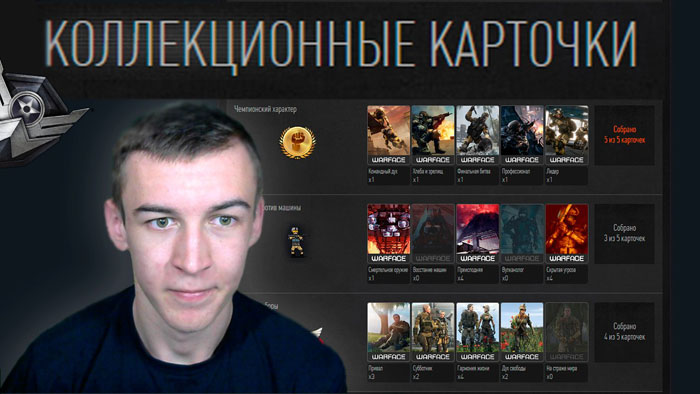 КОЛЛЕКЦИОННЫЕ КАРТОЧКИ
Чемпионский характер
WARFACE WARFACE WARFACE WARFACE WARFACE
Командный дух Хлеба и зрелищ Финальная битва Профессионал Лидер
x1 x1 x1 x1 x1
Собрано
5 из 5 карточек
отив машины
WARFACE WARFACE WARFACE WARFACE WARFACE
Смертельное оружие Восстание машин Преисподняя Вулканолог Скрытая угроза
x1 x0 x4 x0 x4
Собрано
3 из 5 карточек
боры
WARFACE WARFACE WARFACE WARFACE WARFACE
Привал Субботник Гармония жизни Дух свободы На страже мира
x3 x2 x4 x2 x0
Собрано
4 из 5 карточек